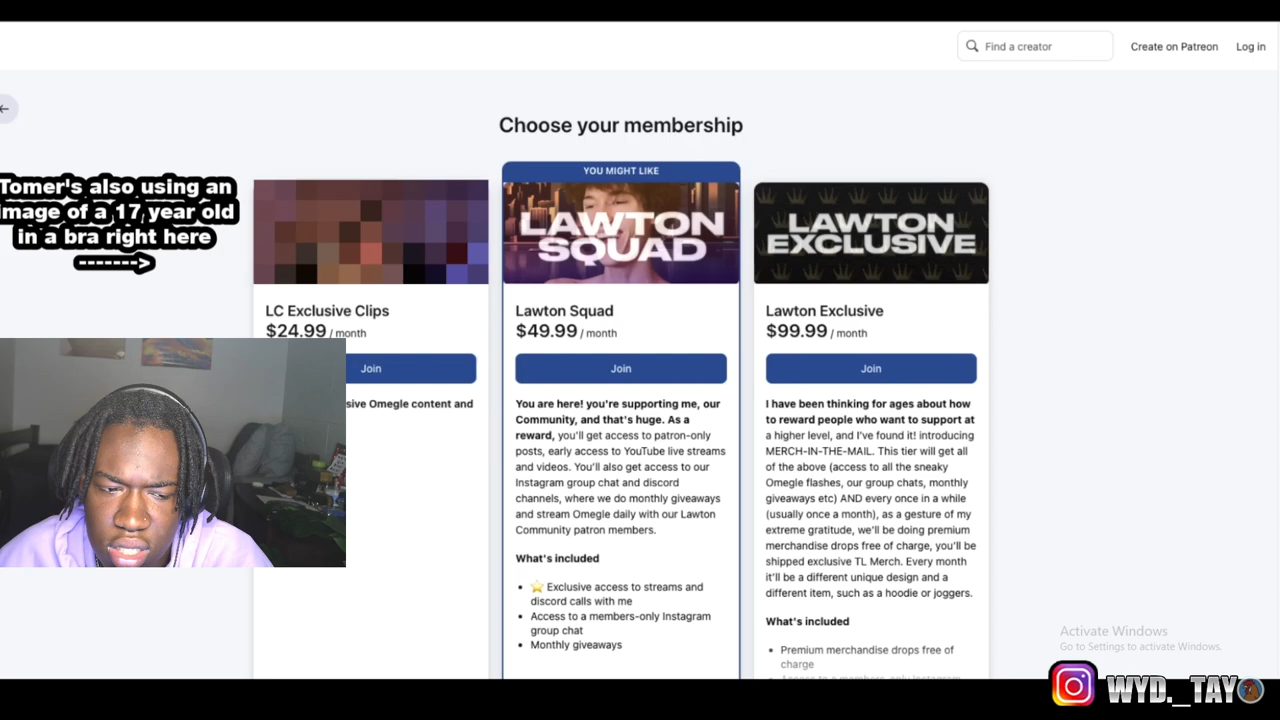 Find a creator
Create on Patreon
Log in
Choose your membership
Tomer's also using an
image of a 17 year old
in a bra right here
------->
LC Exclusive Clips
$24.99 / month
Join
sive Omegle content and
YOU MIGHT LIKE
LAWTON
SQUAD
Lawton Squad
$49.99 / month
Join
You are here! you're supporting me, our
Community, and that's huge. As a
reward, you'll get access to patron-only
posts, early access to YouTube live streams
and videos. You'll also get access to our
Instagram group chat and discord
channels, where we do monthly giveaways
and stream Omegle daily with our Lawton
Community patron members.
What's included
• ⭐ Exclusive access to streams and
discord calls with me
• Access to a members-only Instagram
group chat
• Monthly giveaways
LAWTON
EXCLUSIVE
Lawton Exclusive
$99.99 / month
Join
I have been thinking for ages about how
to reward people who want to support at
a higher level, and I've found it! introducing
MERCH-IN-THE-MAIL. This tier will get all
of the above (access to all the sneaky
Omegle flashes, our group chats, monthly
giveaways etc) AND every once in a while
(usually once a month), as a gesture of my
extreme gratitude, we'll be doing premium
merchandise drops free of charge, you'll be
shipped exclusive TL Merch. Every month
it'll be a different unique design and a
different item, such as a hoodie or joggers.
What's included
• Premium merchandise drops free of
charge
Activate Windows
Go to Settings to activate Windows.
WYD._TAY